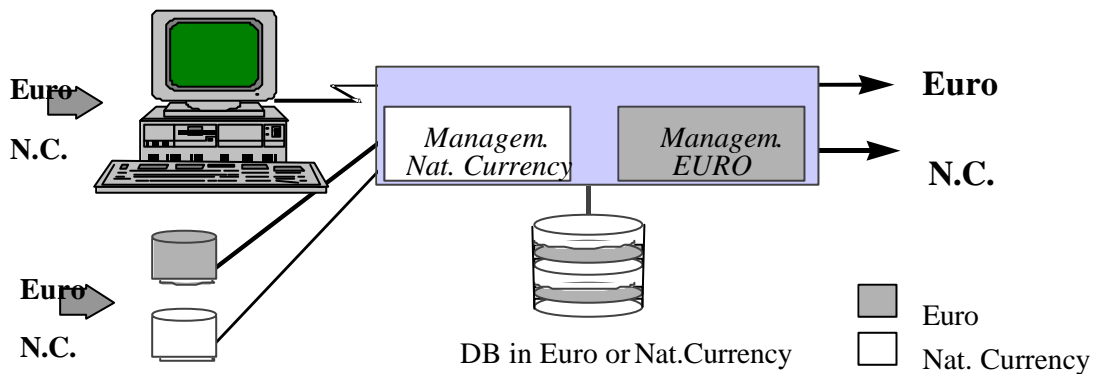 Euro
N.C.
Managem.
Nat. Currency
Managem.
EURO
Euro
N.C.
Euro
N.C.
DB in Euro or Nat.Currency
Euro
Nat. Currency